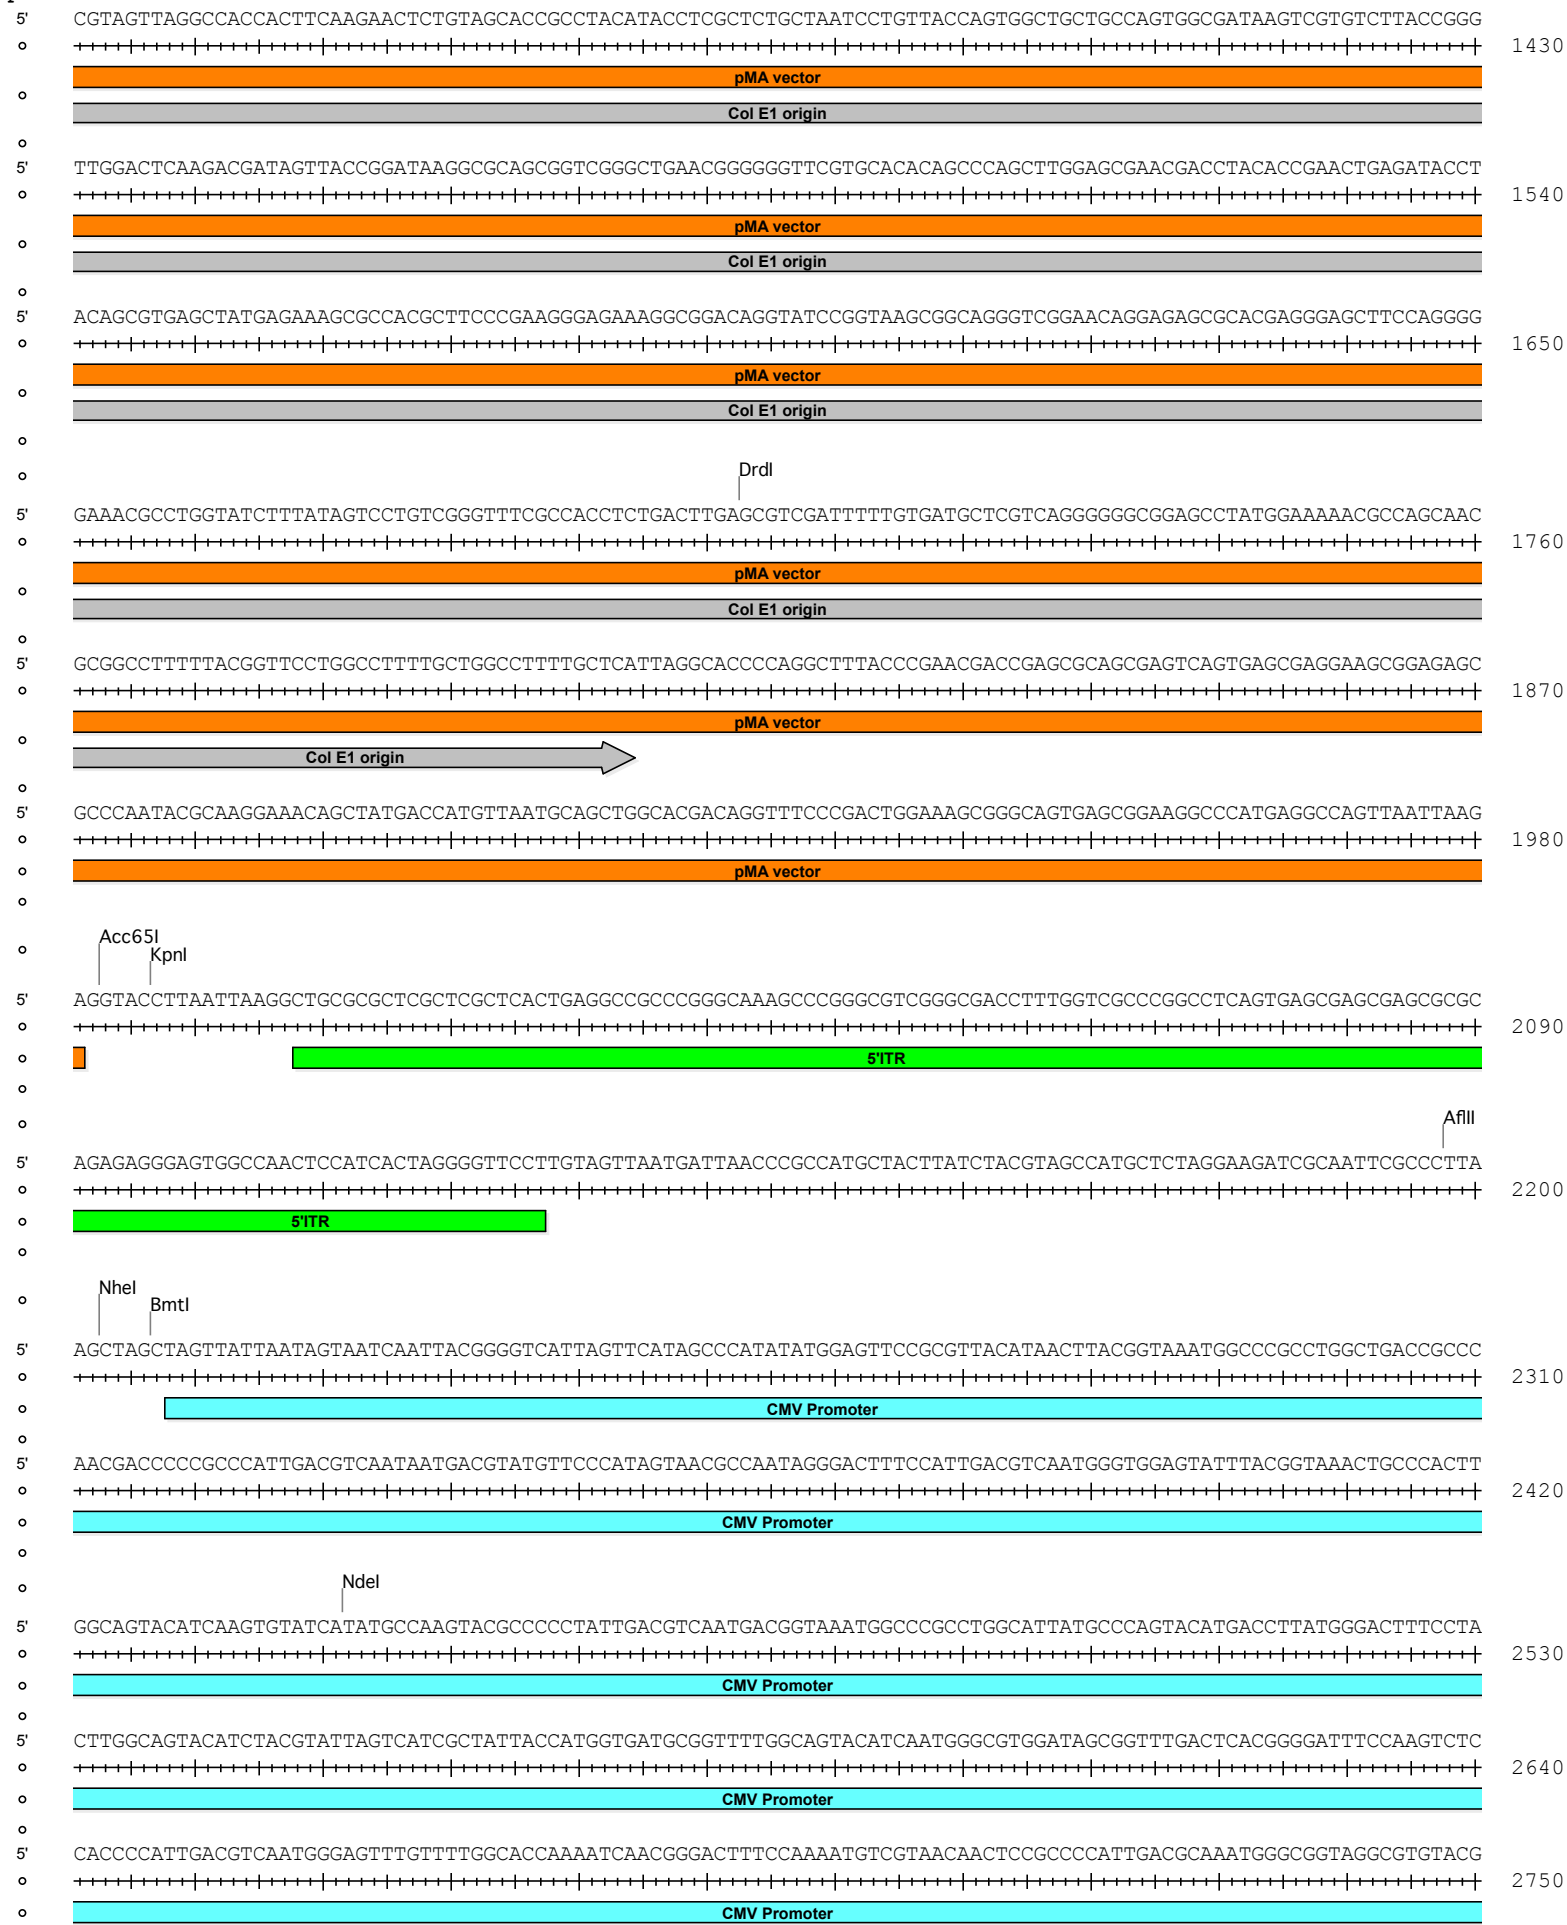 5' CGTAGTTAGGCCACCACTTCAAGAACTCTGTAGCACCGCCTACATACCTCGCTCTGCTAATCCTGTTACCAGTGGCTGCTGCCAGTGGCGATAAGTCGTGTCTTACCGGG
1430
pMA vector
Col E1 origin
5' TTGGACTCAAGACGATAGTTACCGGATAAGGCGCAGCGGTCGGGCTGAACGGGGGGTTCGTGCACACAGCCCAGCTTGGAGCGAACGACCTACACCGAACTGAGATACCT
1540
pMA vector
Col E1 origin
5' ACAGCGTGAGCTATGAGAAAGCGCCACGCTTCCCGAAGGGAGAAAGGCGGACAGGTATCCGGTAAGCGGCAGGGTCGGAACAGGAGAGCGCACGAGGGAGCTTCCAGGGG
1650
pMA vector
Col E1 origin
DrdI
5' GAAACGCCTGGTATCTTTATAGTCCTGTCGGGTTTCGCCACCTCTGACTTGAGCGTCGATTTTTGTGATGCTCGTCAGGGGGGCGGAGCCTATGGAAAAACGCCAGCAAC
1760
pMA vector
Col E1 origin
5' GCGGCCTTTTTACGGTTCCTGGCCTTTTGCTGGCCTTTTGCTCATTAGGCACCCCAGGCTTTACCCGAACGACCGAGCGCAGCGAGTCAGTGAGCGAGGAAGCGGAGAGC
1870
pMA vector
Col E1 origin
5' GCCCAATACGCAAGGAAACAGCTATGACCATGTTAATGCAGCTGGCACGACAGGTTTCCCGACTGGAAAGCGGGCAGTGAGCGGAAGGCCCATGAGGCCAGTTAATTAAG
1980
pMA vector
Acc65I
KpnI
5' AGGTACCTTAATTAAGGCTGCGCGCTCGCTCGCTCACTGAGGCCGCCCGGGCAAAGCCCGGGCGTCGGGCGACCTTTGGTCGCCCGGCCTCAGTGAGCGAGCGAGCGCGC
2090
5'ITR
AflII
5' AGAGAGGGAGTGGCCAACTCCATCACTAGGGGTTCCTTGTAGTTAATGATTAACCCGCCATGCTACTTATCTACGTAGCCATGCTCTAGGAAGATCGCAATTCGCCCTTA
2200
5'ITR
NheI
BmtI
5' AGCTAGCTAGTTATTAATAGTAATCAATTACGGGGTCATTAGTTCATAGCCCATATATGGAGTTCCGCGTTACATAACTTACGGTAAATGGCCCGCCTGGCTGACCGCCC
2310
CMV Promoter
5' AACGACCCCCGCCCATTGACGTCAATAATGACGTATGTTCCCATAGTAACGCCAATAGGGACTTTCCATTGACGTCAATGGGTGGAGTATTTACGGTAAACTGCCCACTT
2420
CMV Promoter
NdeI
5' GGCAGTACATCAAGTGTATCATATGCCAAGTACGCCCCCTATTGACGTCAATGACGGTAAATGGCCCGCCTGGCATTATGCCCAGTACATGACCTTATGGGACTTTCCTA
2530
CMV Promoter
5' CTTGGCAGTACATCTACGTATTAGTCATCGCTATTACCATGGTGATGCGGTTTTGGCAGTACATCAATGGGCGTGGATAGCGGTTTGACTCACGGGGATTTCCAAGTCTC
2640
CMV Promoter
5' CACCCCATTGACGTCAATGGGAGTTTGTTTTGGCACCAAAATCAACGGGACTTTCCAAAATGTCGTAACAACTCCGCCCCATTGACGCAAATGGGCGGTAGGCGTGTACG
2750
CMV Promoter